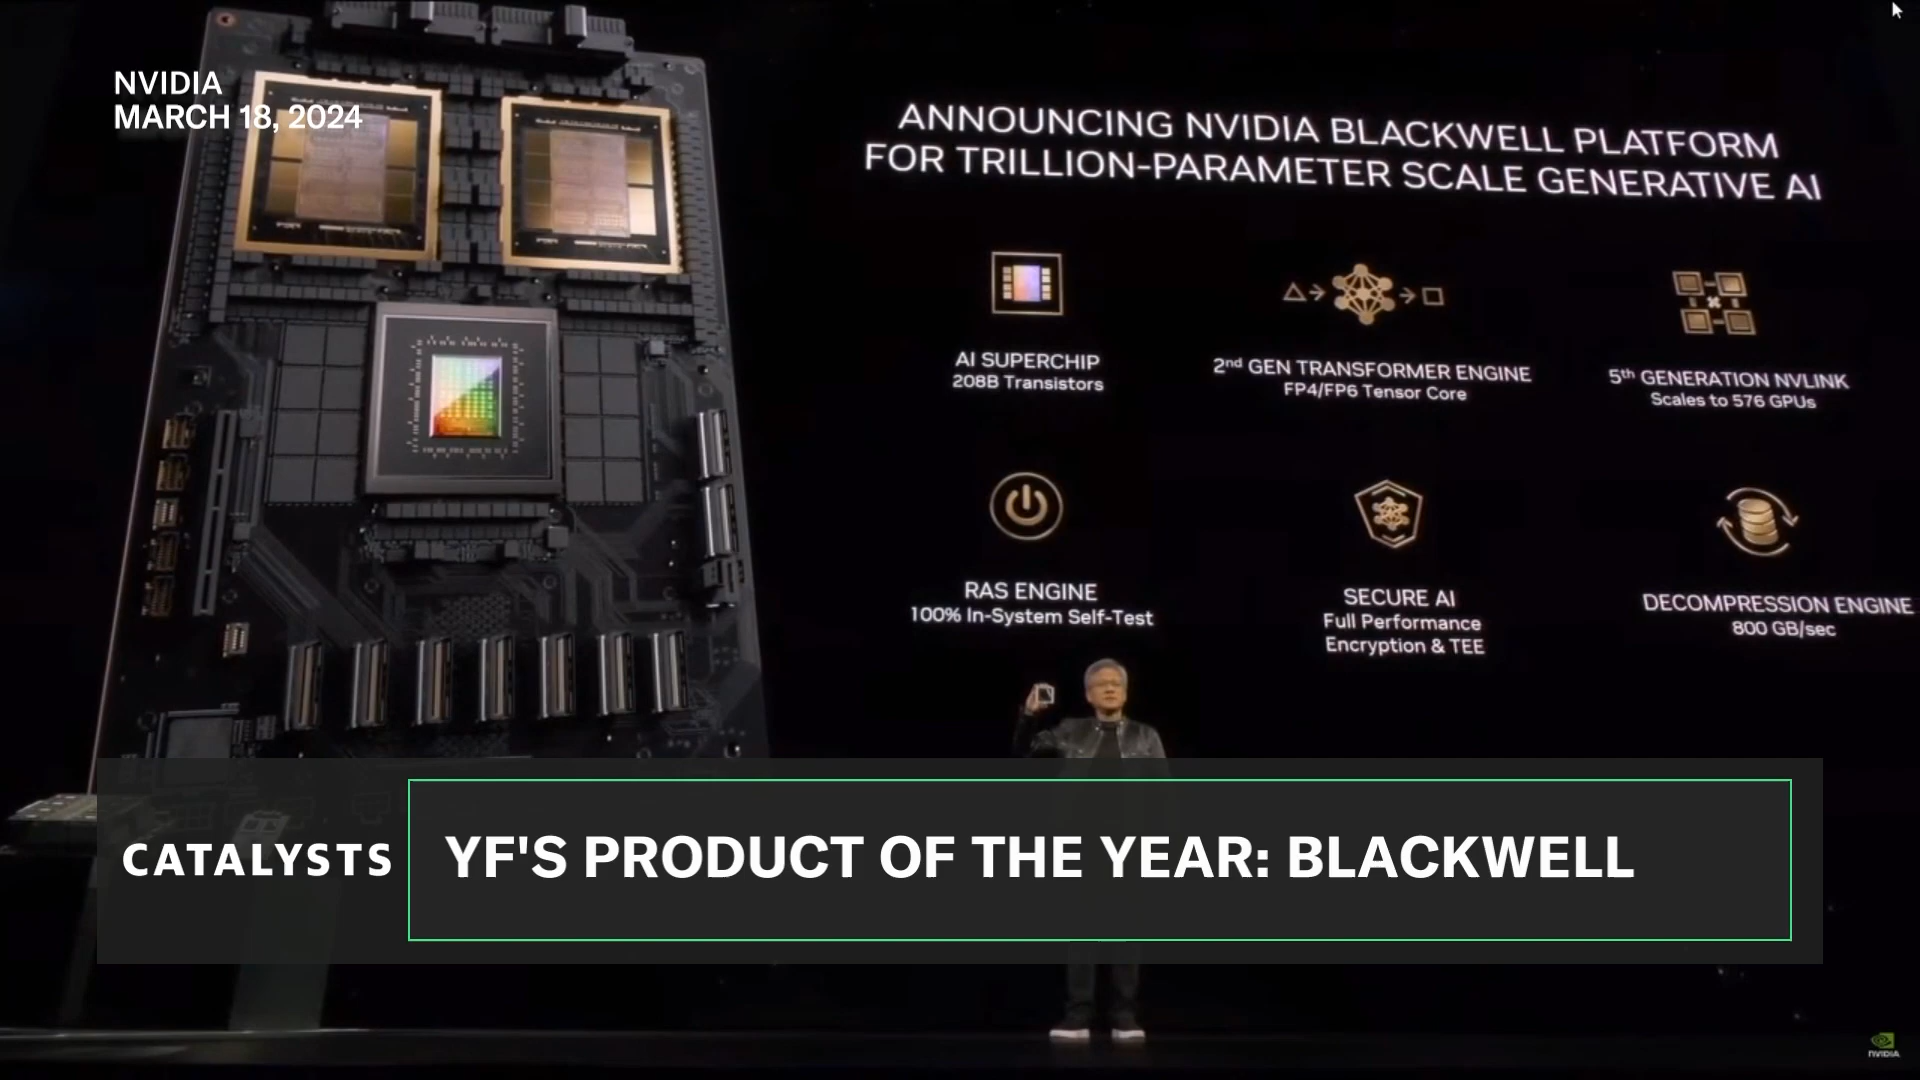 NVIDIA
MARCH 18, 2024
ANNOUNCING NVIDIA BLACKWELL PLATFORM
FOR TRILLION-PARAMETER SCALE GENERATIVE AI
AI SUPERCHIP
208B Transistors
2nd GEN TRANSFORMER ENGINE
FP4/FP6 Tensor Core
5th GENERATION NVLINK
Scales to 576 GPUs
RAS ENGINE
100% In-System Self-Test
SECURE AI
Full Performance
Encryption & TEE
DECOMPRESSION ENGINE
800 GB/sec
CATALYSTS
YF'S PRODUCT OF THE YEAR: BLACKWELL
NVIDIA